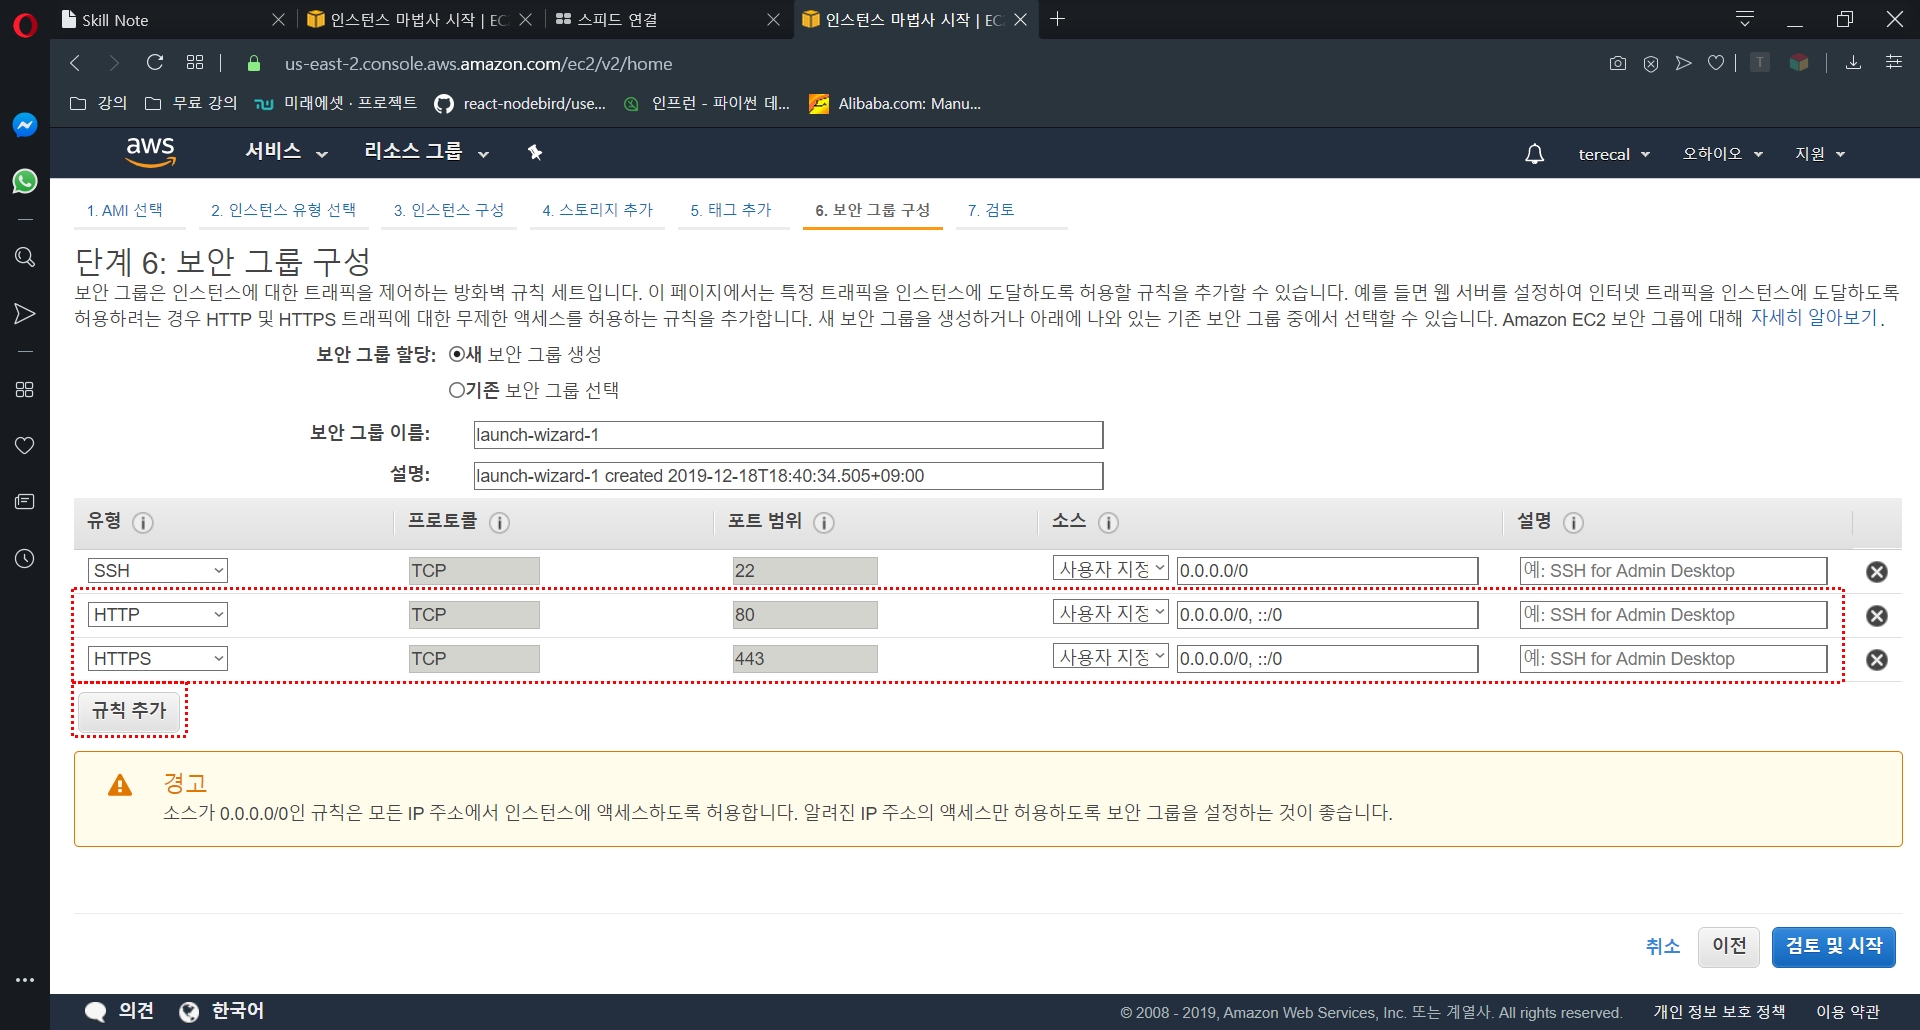 Skill Note
인스턴스 마법사 시작 | EC
스피드 연결
인스턴스 마법사 시작 | EC
us-east-2.console.aws.amazon.com/ec2/v2/home
강의
무료 강의
미래에셋 · 프로젝트
react-nodebird/use...
인프런 - 파이썬 데...
Alibaba.com: Manu...
aws
서비스
리소스 그룹
terecal
오하이오
지원
1. AMI 선택
2. 인스턴스 유형 선택
3. 인스턴스 구성
4. 스토리지 추가
5. 태그 추가
6. 보안 그룹 구성
7. 검토
단계 6: 보안 그룹 구성
보안 그룹은 인스턴스에 대한 트래픽을 제어하는 방화벽 규칙 세트입니다. 이 페이지에서는 특정 트래픽을 인스턴스에 도달하도록 허용할 규칙을 추가할 수 있습니다. 예를 들면 웹 서버를 설정하여 인터넷 트래픽을 인스턴스에 도달하도록
허용하려는 경우 HTTP 및 HTTPS 트래픽에 대한 무제한 액세스를 허용하는 규칙을 추가합니다. 새 보안 그룹을 생성하거나 아래에 나와 있는 기존 보안 그룹 중에서 선택할 수 있습니다. Amazon EC2 보안 그룹에 대해 자세히 알아보기.
보안 그룹 할당: 새 보안 그룹 생성
기존 보안 그룹 선택
보안 그룹 이름: launch-wizard-1
설명: launch-wizard-1 created 2019-12-18T18:40:34.505+09:00
유형 프로토콜 포트 범위 소스 설명
SSH TCP 22 사용자 지정 0.0.0.0/0 예: SSH for Admin Desktop
HTTP TCP 80 사용자 지정 0.0.0.0/0, ::/0 예: SSH for Admin Desktop
HTTPS TCP 443 사용자 지정 0.0.0.0/0, ::/0 예: SSH for Admin Desktop
규칙 추가
경고
소스가 0.0.0.0/0인 규칙은 모든 IP 주소에서 인스턴스에 액세스하도록 허용합니다. 알려진 IP 주소의 액세스만 허용하도록 보안 그룹을 설정하는 것이 좋습니다.
취소
이전
검토 및 시작
의견
한국어
© 2008 - 2019, Amazon Web Services, Inc. 또는 계열사. All rights reserved.
개인 정보 보호 정책
이용 약관